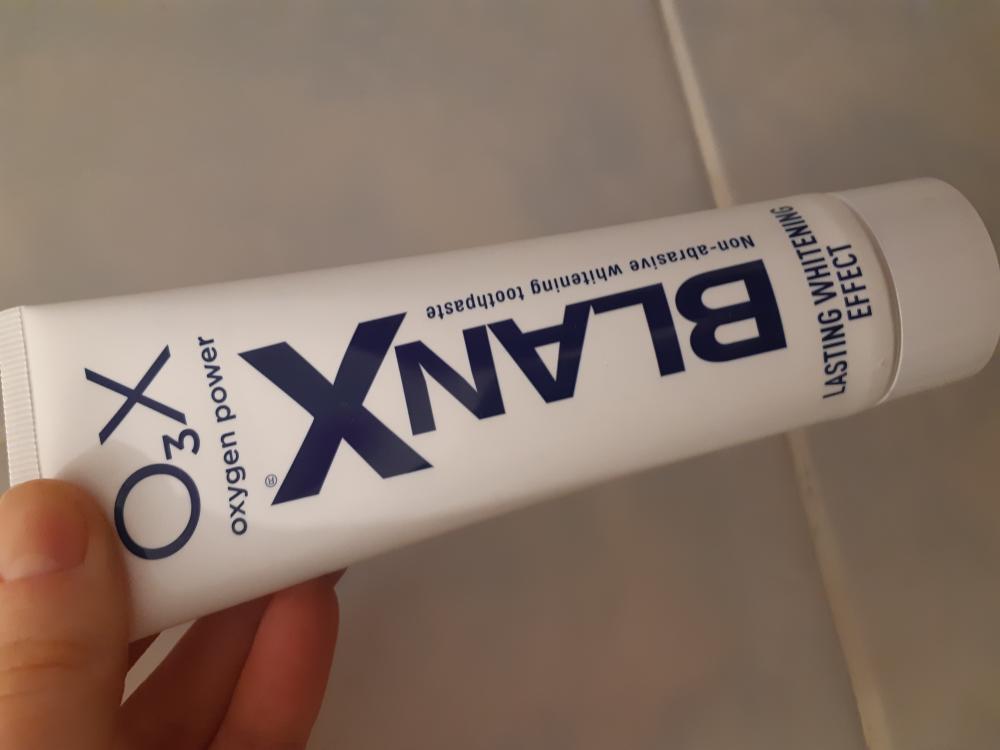 O3X
oxygen power
BLANX®
Non-abrasive whitening toothpaste
LASTING WHITENING
EFFECT